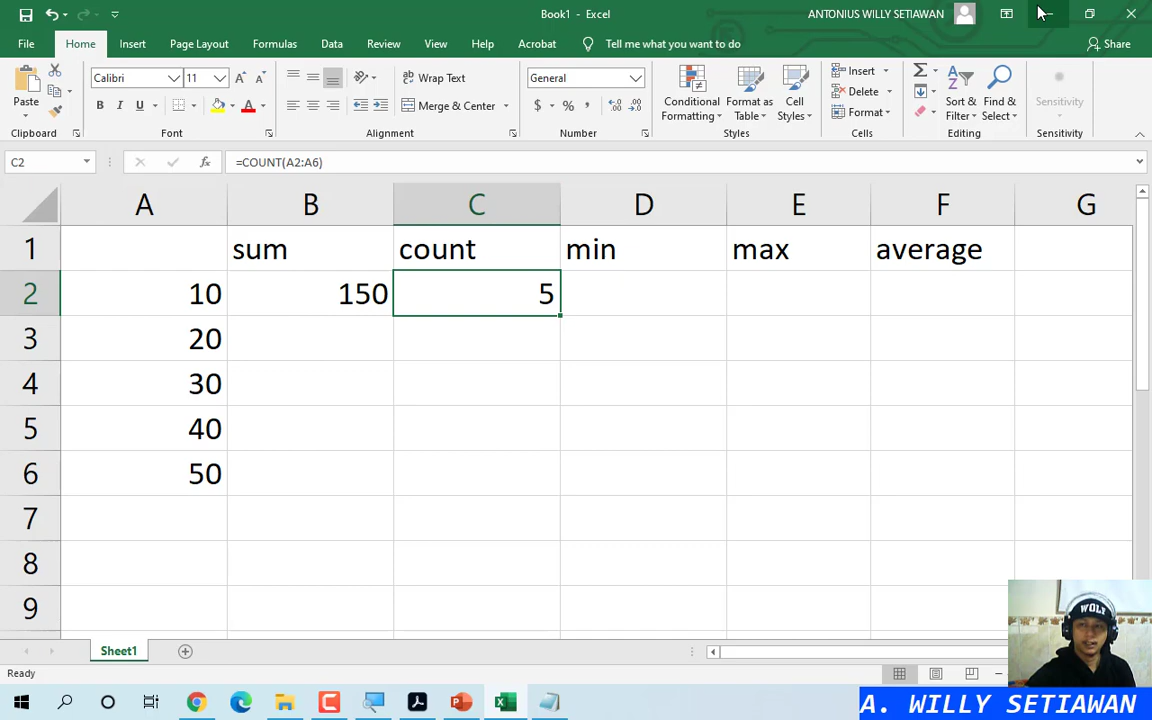 Book1 - Excel
ANTONIUS WILLY SETIAWAN
File Home Insert Page Layout Formulas Data Review View Help Acrobat Tell me what you want to do Share
Paste
Calibri 11
B I U A
Wrap Text
Merge & Center
General
$ % ,
Conditional Formatting
Format as Table
Cell Styles
Insert
Delete
Format
Sort & Filter
Find & Select
Sensitivity
Clipboard Font Alignment Number Styles Cells Editing Sensitivity
C2 fx =COUNT(A2:A6)
A B C D E F G
1 sum count min max average
2 10 150 5
3 20
4 30
5 40
6 50
7
8
9
WOLV
Sheet1
Ready
A. WILLY SETIAWAN